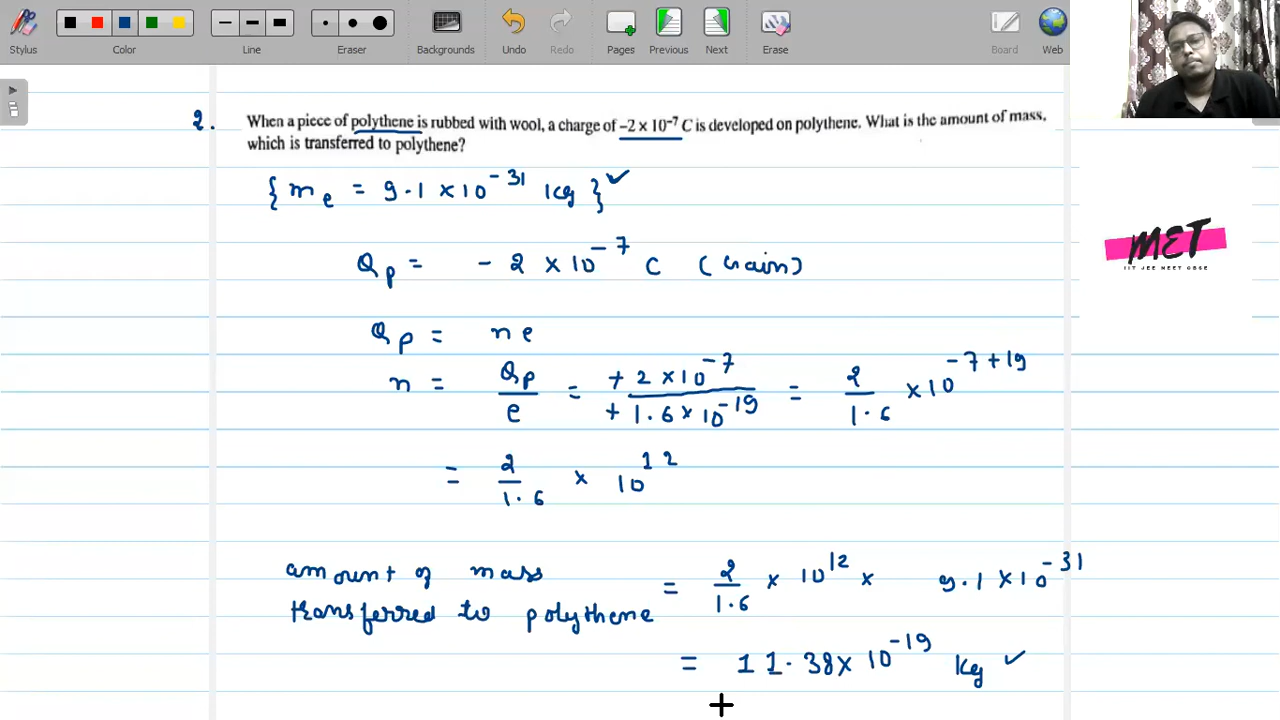 Stylus Color Line Eraser Backgrounds Undo Redo Pages Previous Next Erase Board Web
2. When a piece of polythene is rubbed with wool, a charge of –2 × 10⁻⁷ C is developed on polythene. What is the amount of mass,
which is transferred to polythene?
{ mₑ = 9.1 × 10⁻³¹ kg } ✓
Qₚ = - 2 × 10⁻⁷ C (Gain)
MET
IIT JEE NEET CBSE
Qₚ = ne
n = Qₚ/e = +2 × 10⁻⁷ / +1.6 × 10⁻¹⁹ = 2/1.6 × 10⁻⁷⁺¹⁹
= 2/1.6 × 10¹²
amount of mass
transferred to polythene = 2/1.6 × 10¹² × 9.1 × 10⁻³¹
= 11.38 × 10⁻¹⁹ kg ✓